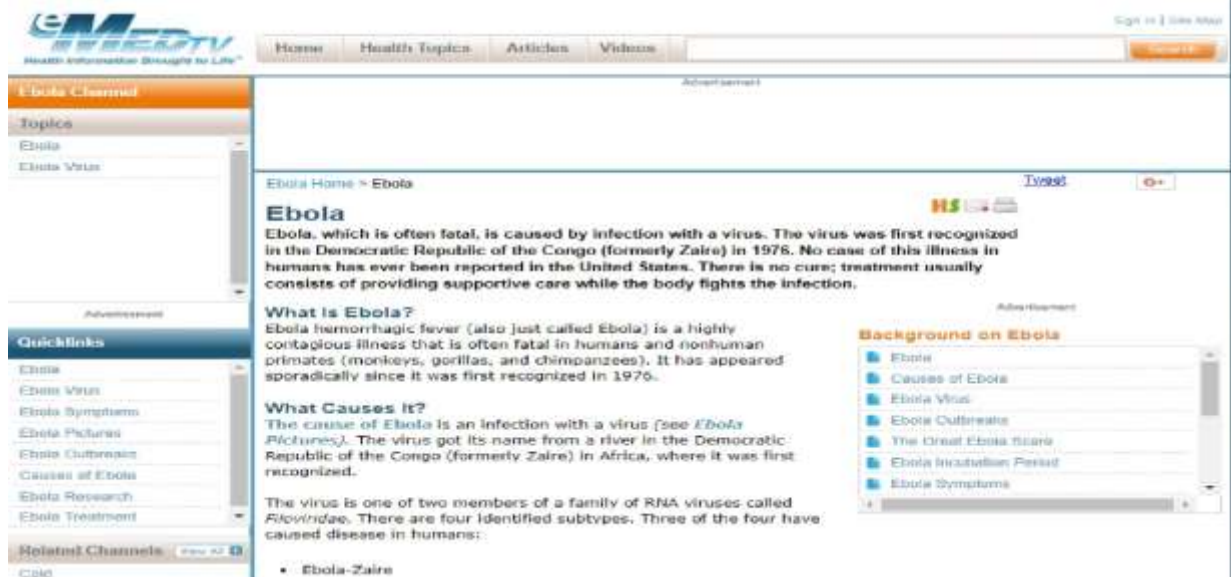 eMEDTV
Health Information Brought to Life™
Sign In | Site Map
Home Health Topics Articles Videos Search
Ebola Channel
Topics
Ebola
Ebola Virus
Advertisement
Quicklinks
Ebola
Ebola Virus
Ebola Symptoms
Ebola Pictures
Ebola Outbreaks
Causes of Ebola
Ebola Research
Ebola Treatment
Related Channels View All
Cold
Advertisement
Ebola Home > Ebola
Tweet
G+
Ebola
Ebola, which is often fatal, is caused by infection with a virus. The virus was first recognized
in the Democratic Republic of the Congo (formerly Zaire) in 1976. No case of this illness in
humans has ever been reported in the United States. There is no cure; treatment usually
consists of providing supportive care while the body fights the infection.
What Is Ebola?
Ebola hemorrhagic fever (also just called Ebola) is a highly
contagious illness that is often fatal in humans and nonhuman
primates (monkeys, gorillas, and chimpanzees). It has appeared
sporadically since it was first recognized in 1976.
What Causes It?
The cause of Ebola is an infection with a virus (see Ebola
Pictures). The virus got its name from a river in the Democratic
Republic of the Congo (formerly Zaire) in Africa, where it was first
recognized.
The virus is one of two members of a family of RNA viruses called
Filoviridae. There are four identified subtypes. Three of the four have
caused disease in humans:
• Ebola-Zaire
Advertisement
Background on Ebola
Ebola
Causes of Ebola
Ebola Virus
Ebola Outbreaks
The Great Ebola Scare
Ebola Incubation Period
Ebola Symptoms